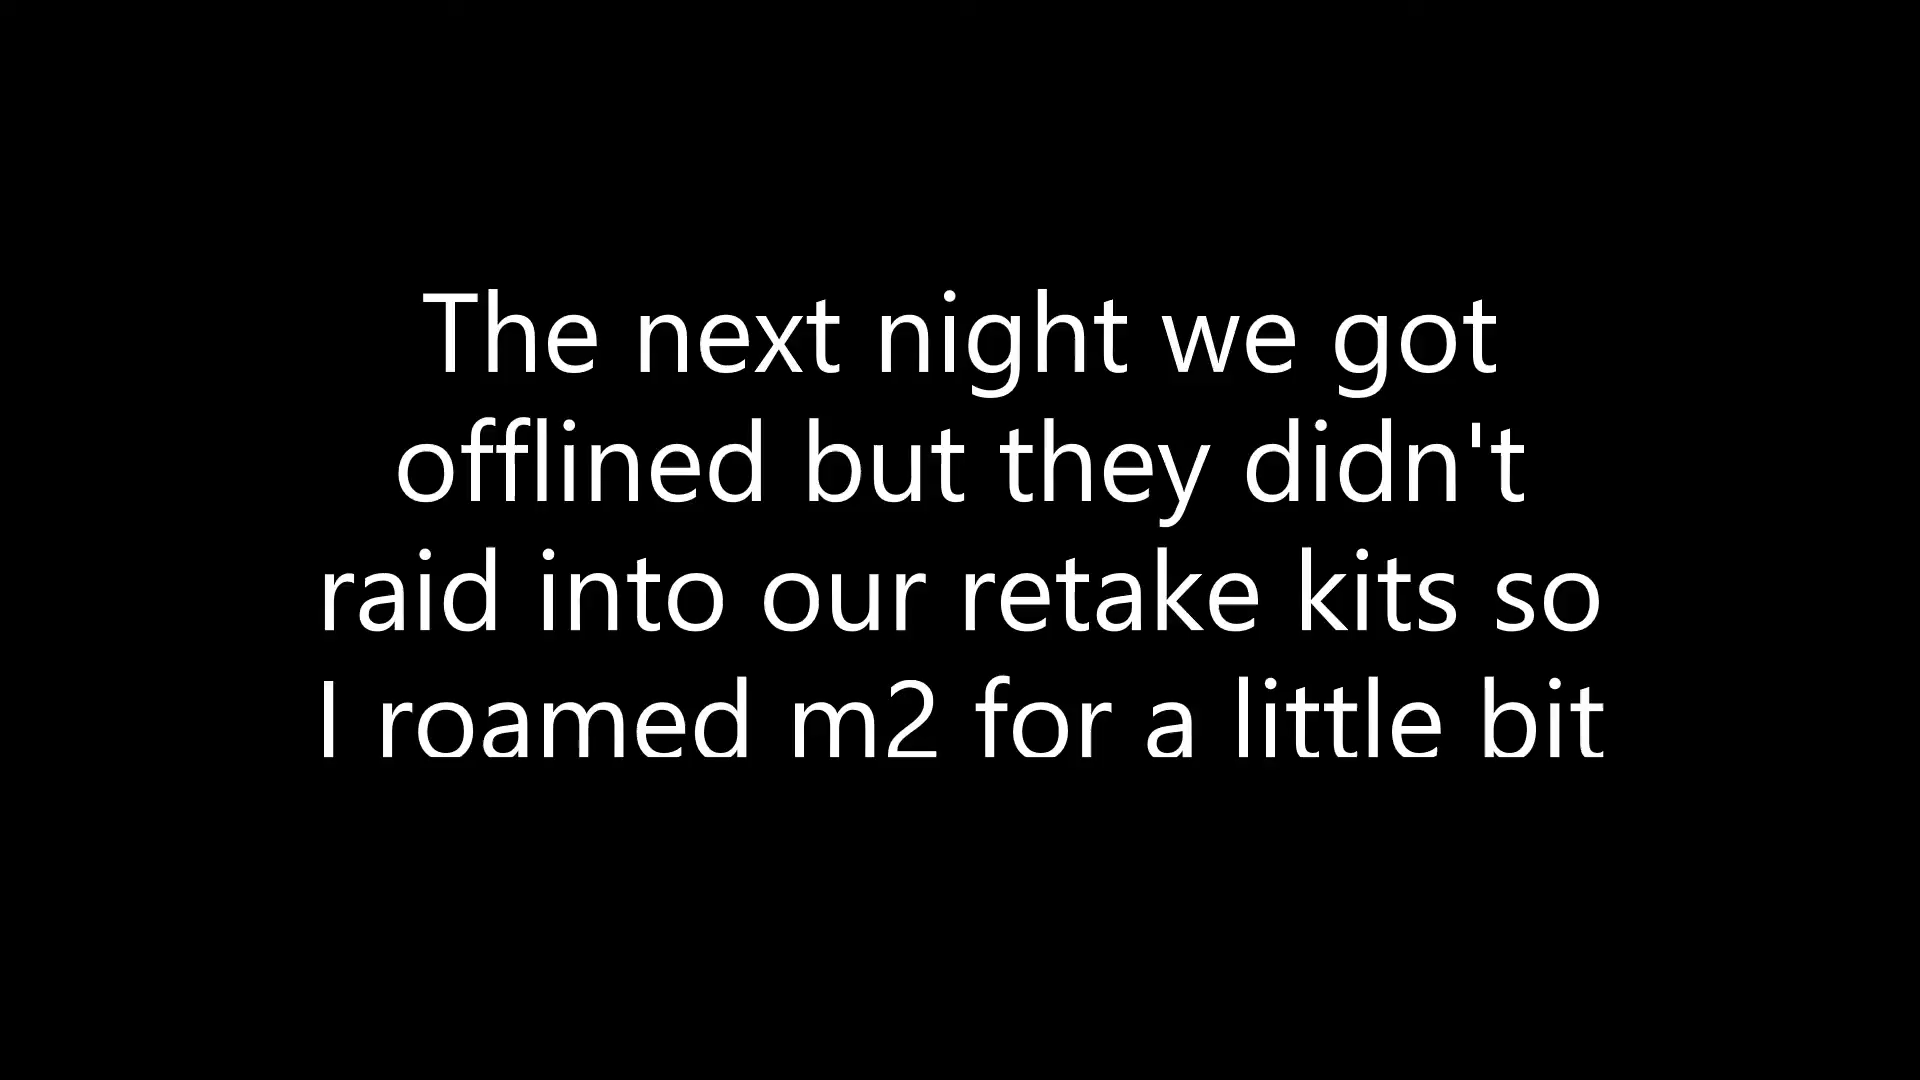 The next night we got
offlined but they didn't
raid into our retake kits so
I roamed m2 for a little bit